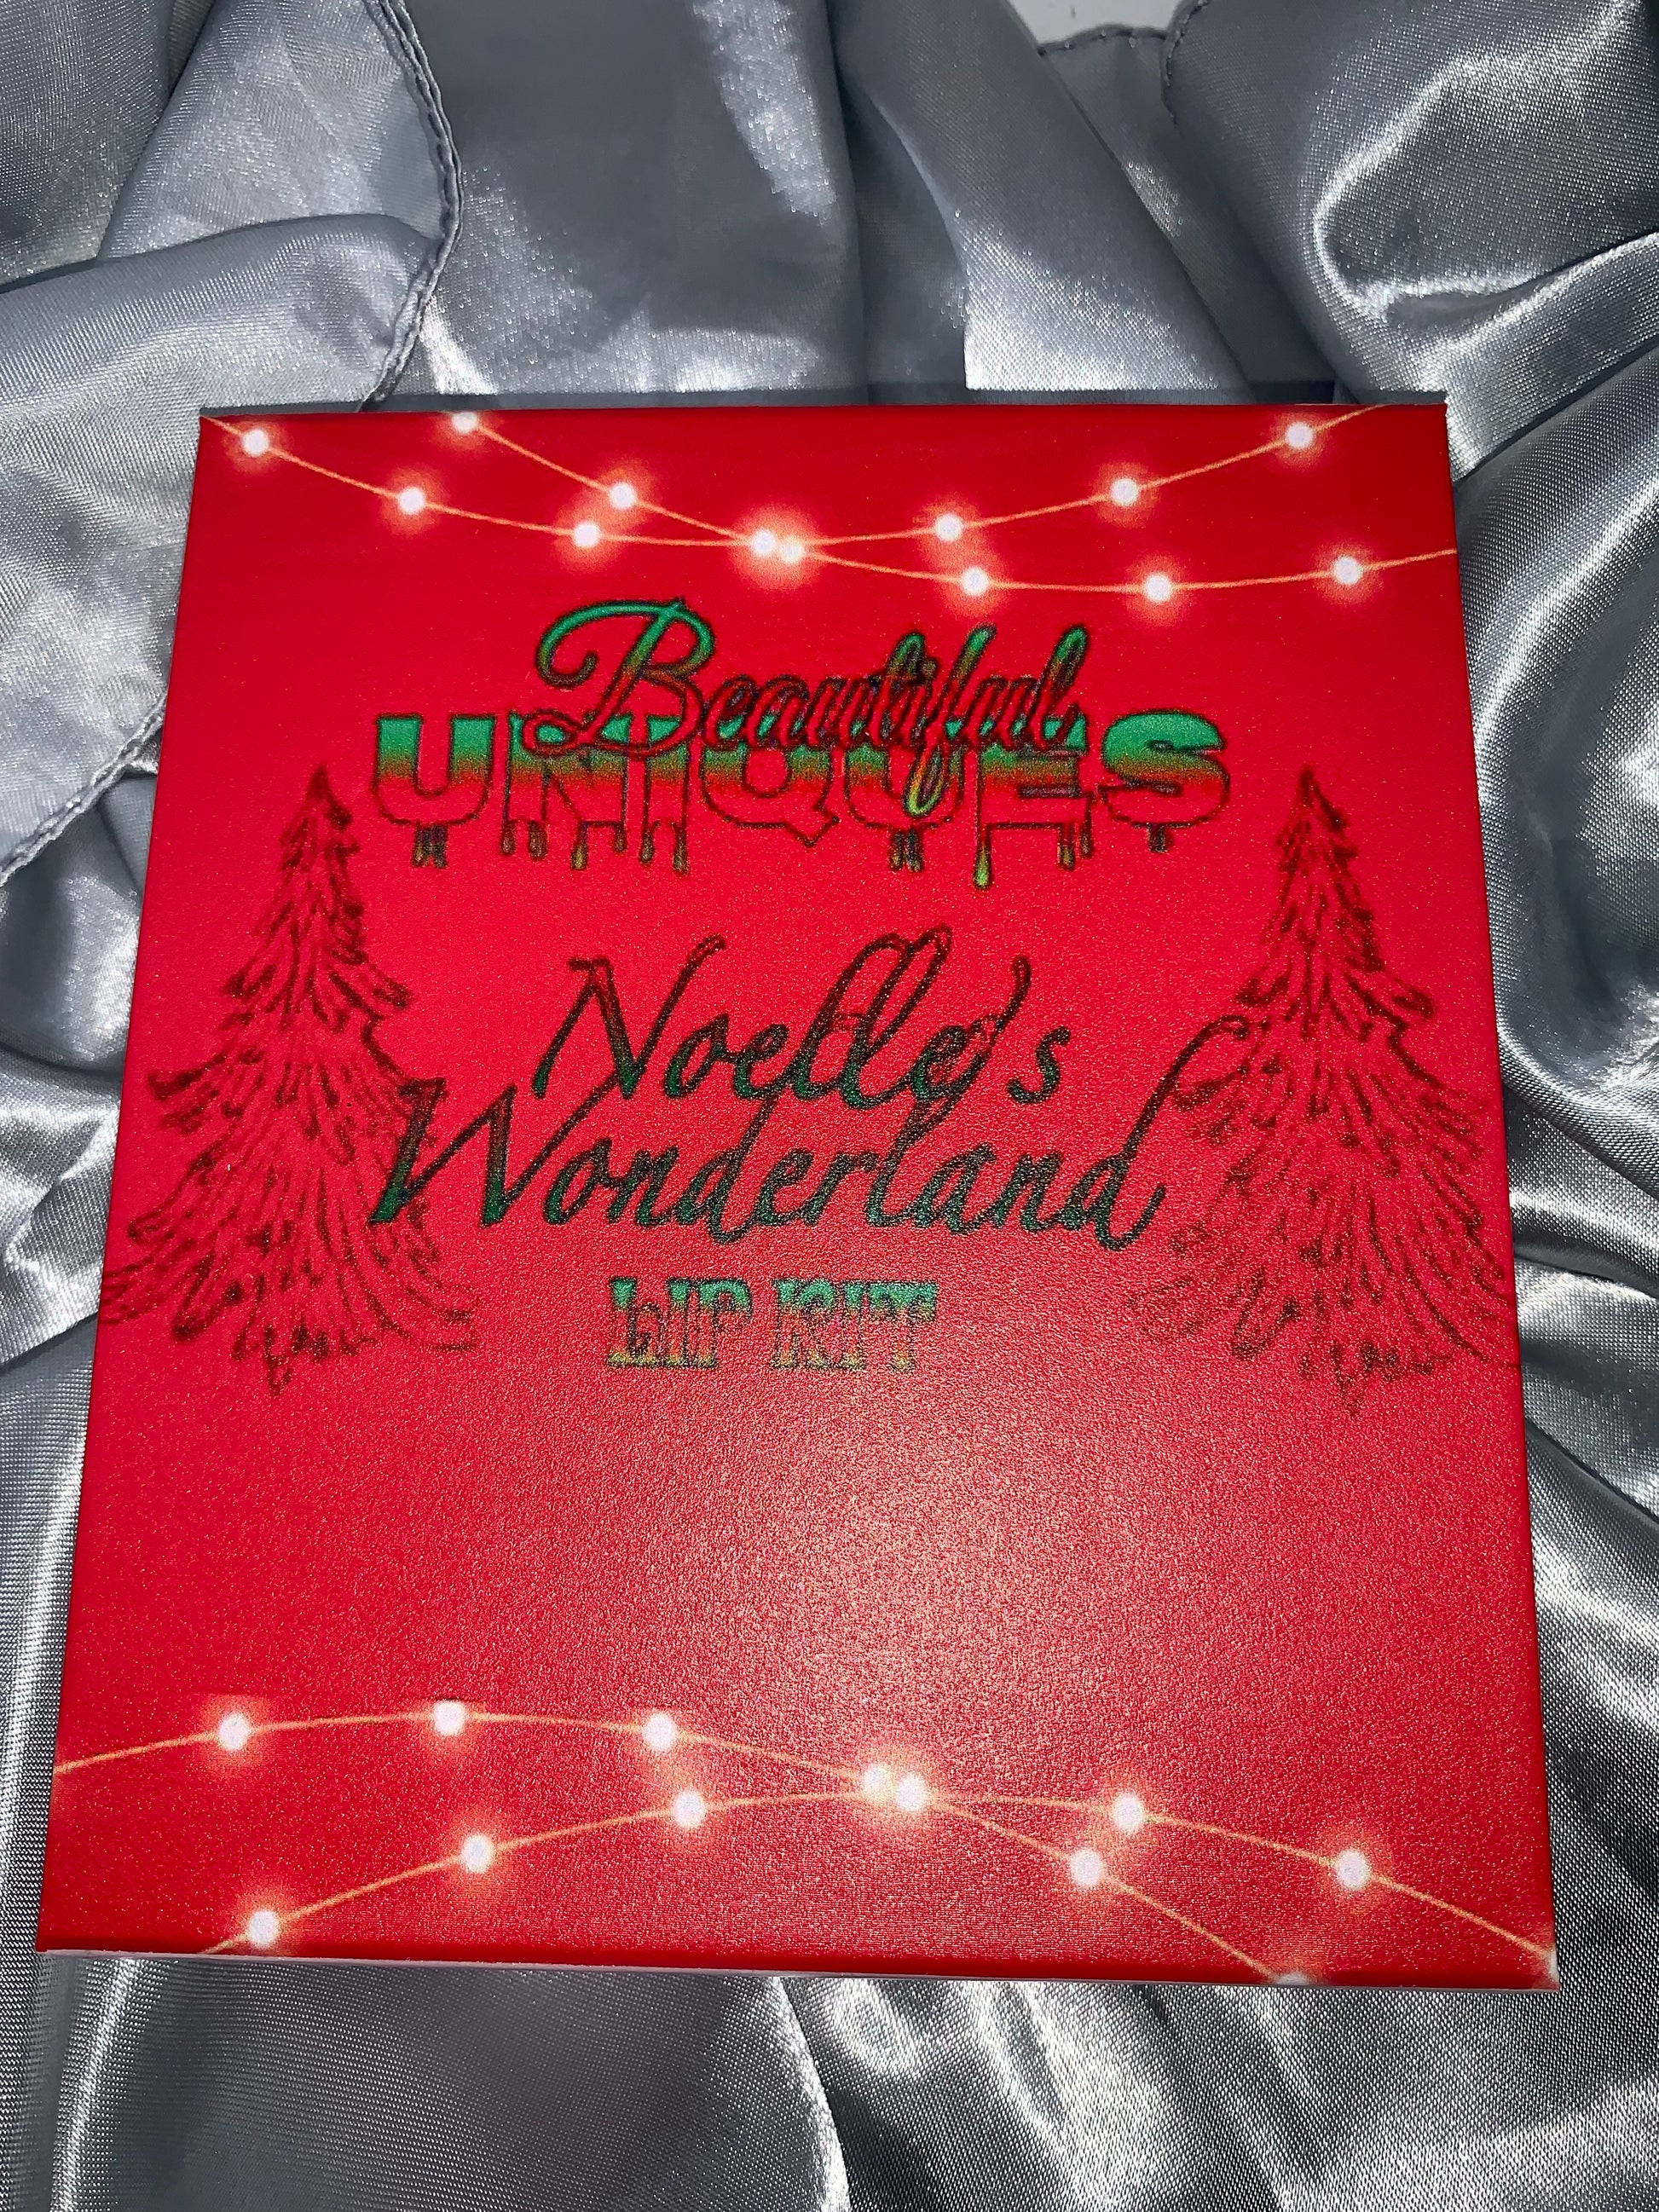 Beautiful
UNIQUES
Noelle's
Wonderland
LIP KIT